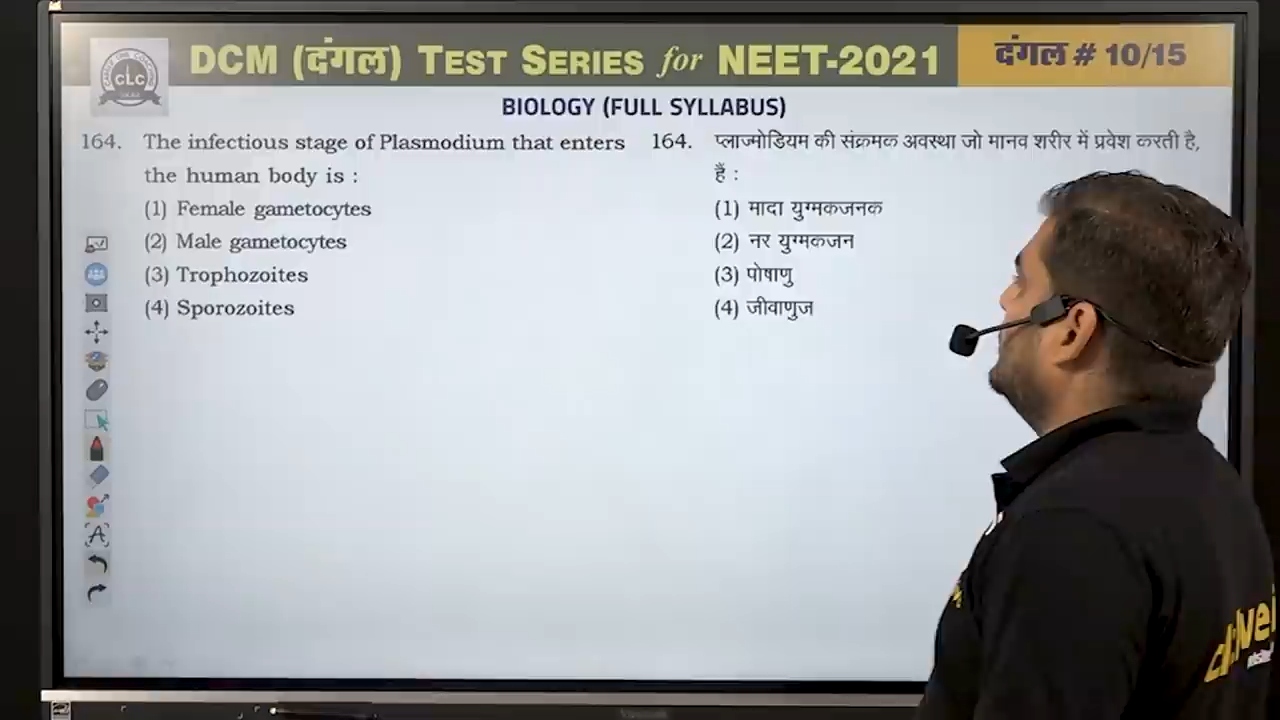 DCM (दंगल) TEST SERIES for NEET-2021
दंगल # 10/15
CLC
BIOLOGY (FULL SYLLABUS)
164. The infectious stage of Plasmodium that enters
the human body is :
(1) Female gametocytes
(2) Male gametocytes
(3) Trophozoites
(4) Sporozoites
164. प्लाज्मोडियम की संक्रमक अवस्था जो मानव शरीर में प्रवेश करती है,
हैं :
(1) मादा युग्मकजनक
(2) नर युग्मकजन
(3) पोषाणु
(4) जीवाणुज